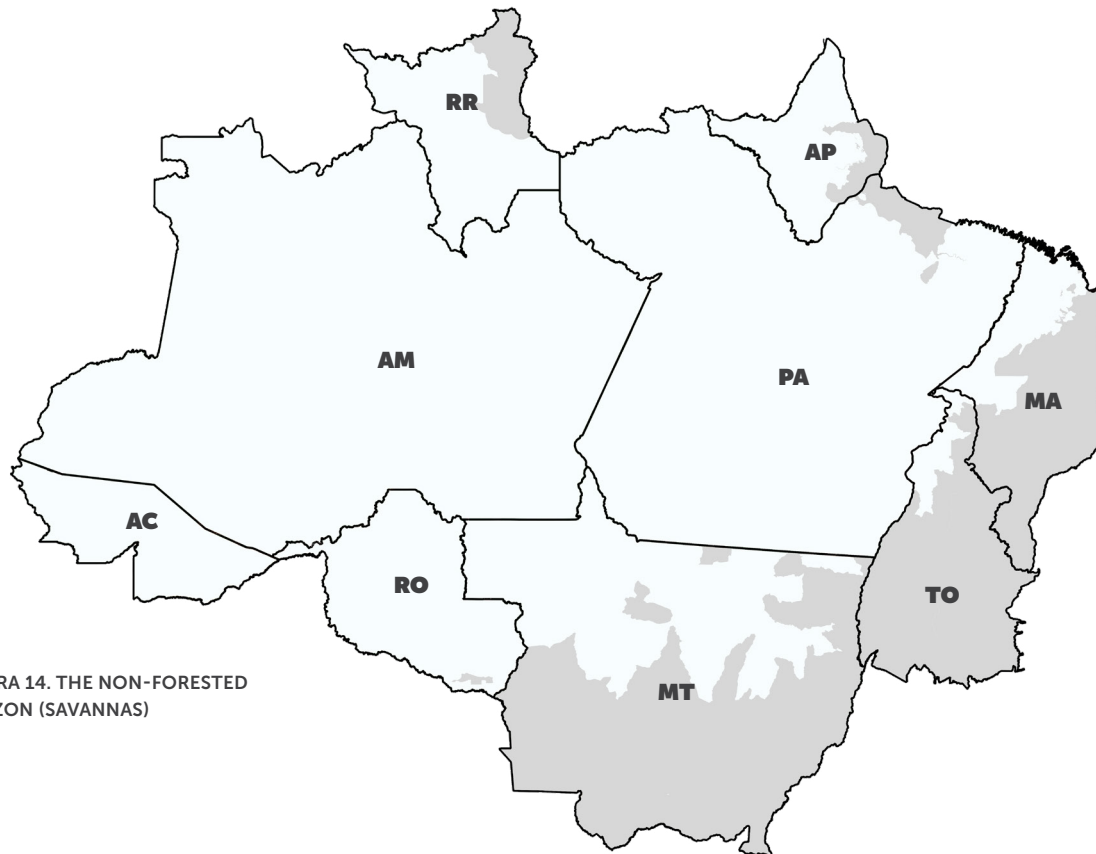 RR
AP
AM
PA
MA
AC
RO
TO
MT
RA 14. THE NON-FORESTED
ZON (SAVANNAS)